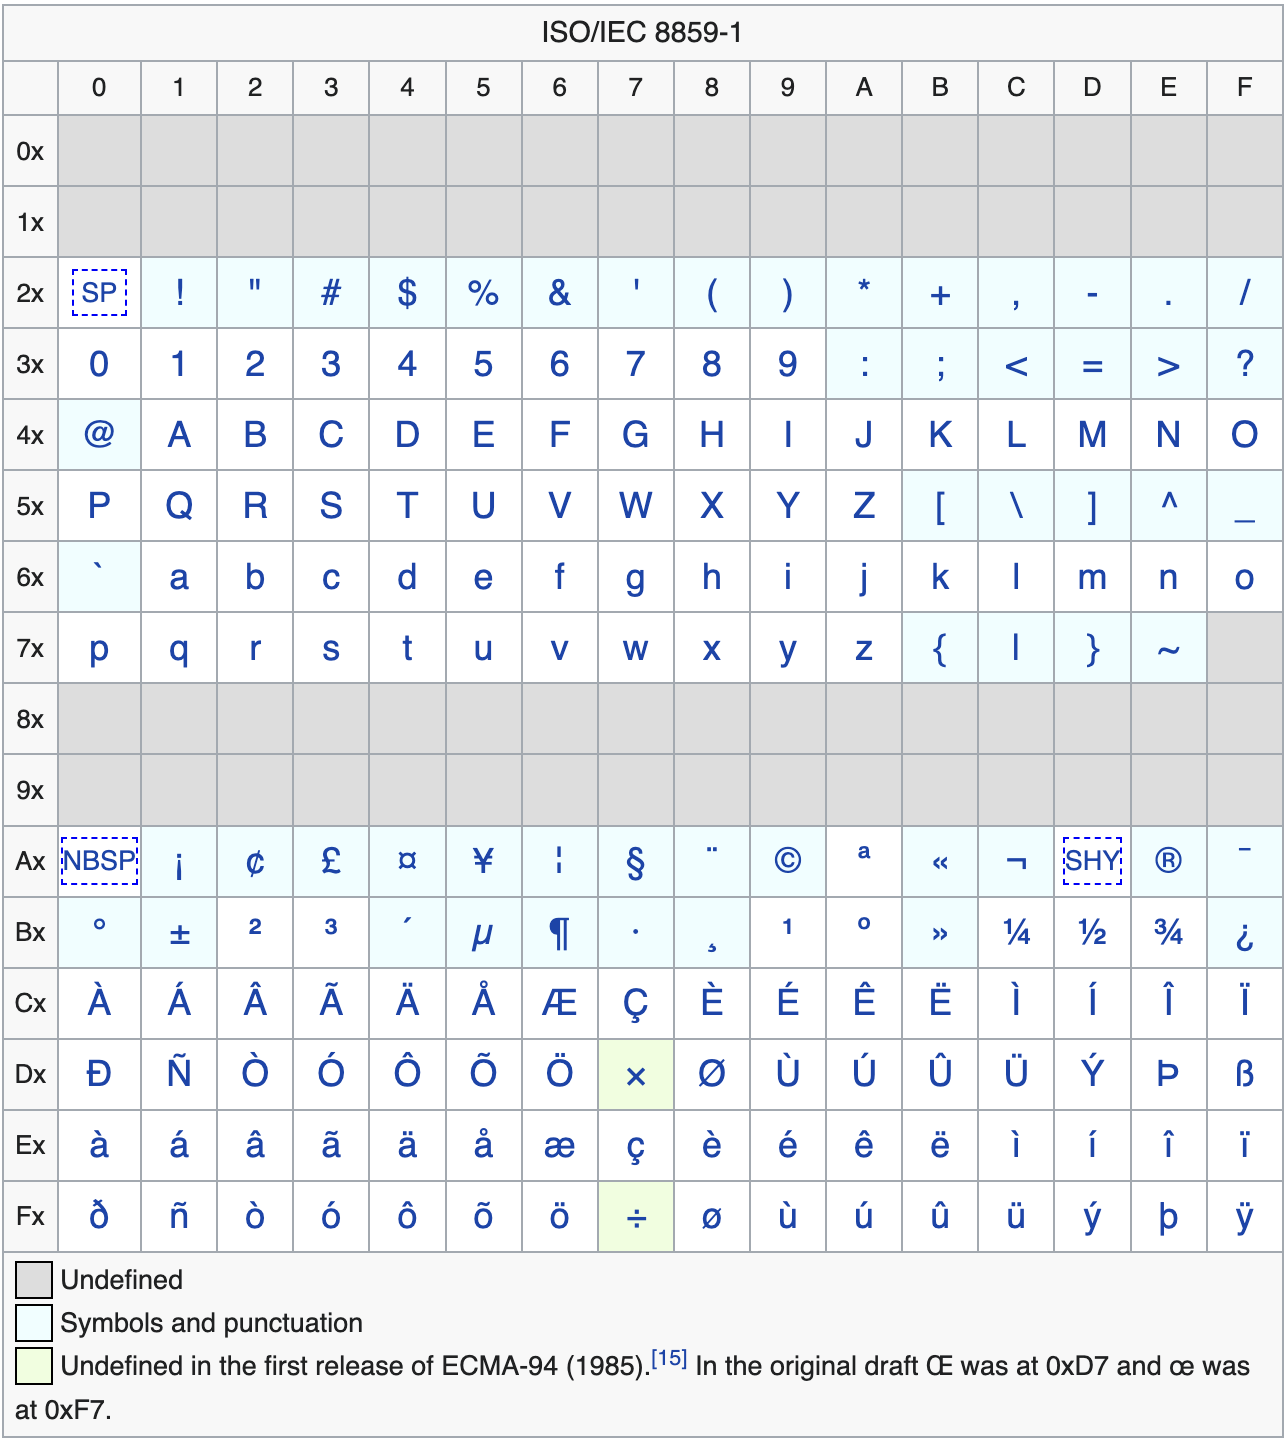 ISO/IEC 8859-1
0 1 2 3 4 5 6 7 8 9 A B C D E F
0x
1x
2x SP ! " # $ % & ' ( ) * + , - . /
3x 0 1 2 3 4 5 6 7 8 9 : ; < = > ?
4x @ A B C D E F G H I J K L M N O
5x P Q R S T U V W X Y Z [ \ ] ^ _
6x ` a b c d e f g h i j k l m n o
7x p q r s t u v w x y z { | } ~
8x
9x
Ax NBSP ¡ ¢ £ ¤ ¥ ¦ § ¨ © ª « ¬ SHY ® ¯
Bx ° ± ² ³ ´ µ ¶ · ¸ ¹ º » ¼ ½ ¾ ¿
Cx À Á Â Ã Ä Å Æ Ç È É Ê Ë Ì Í Î Ï
Dx Ð Ñ Ò Ó Ô Õ Ö × Ø Ù Ú Û Ü Ý Þ ß
Ex à á â ã ä å æ ç è é ê ë ì í î ï
Fx ð ñ ò ó ô õ ö ÷ ø ù ú û ü ý þ ÿ
Undefined
Symbols and punctuation
Undefined in the first release of ECMA-94 (1985).[15] In the original draft Œ was at 0xD7 and œ was
at 0xF7.